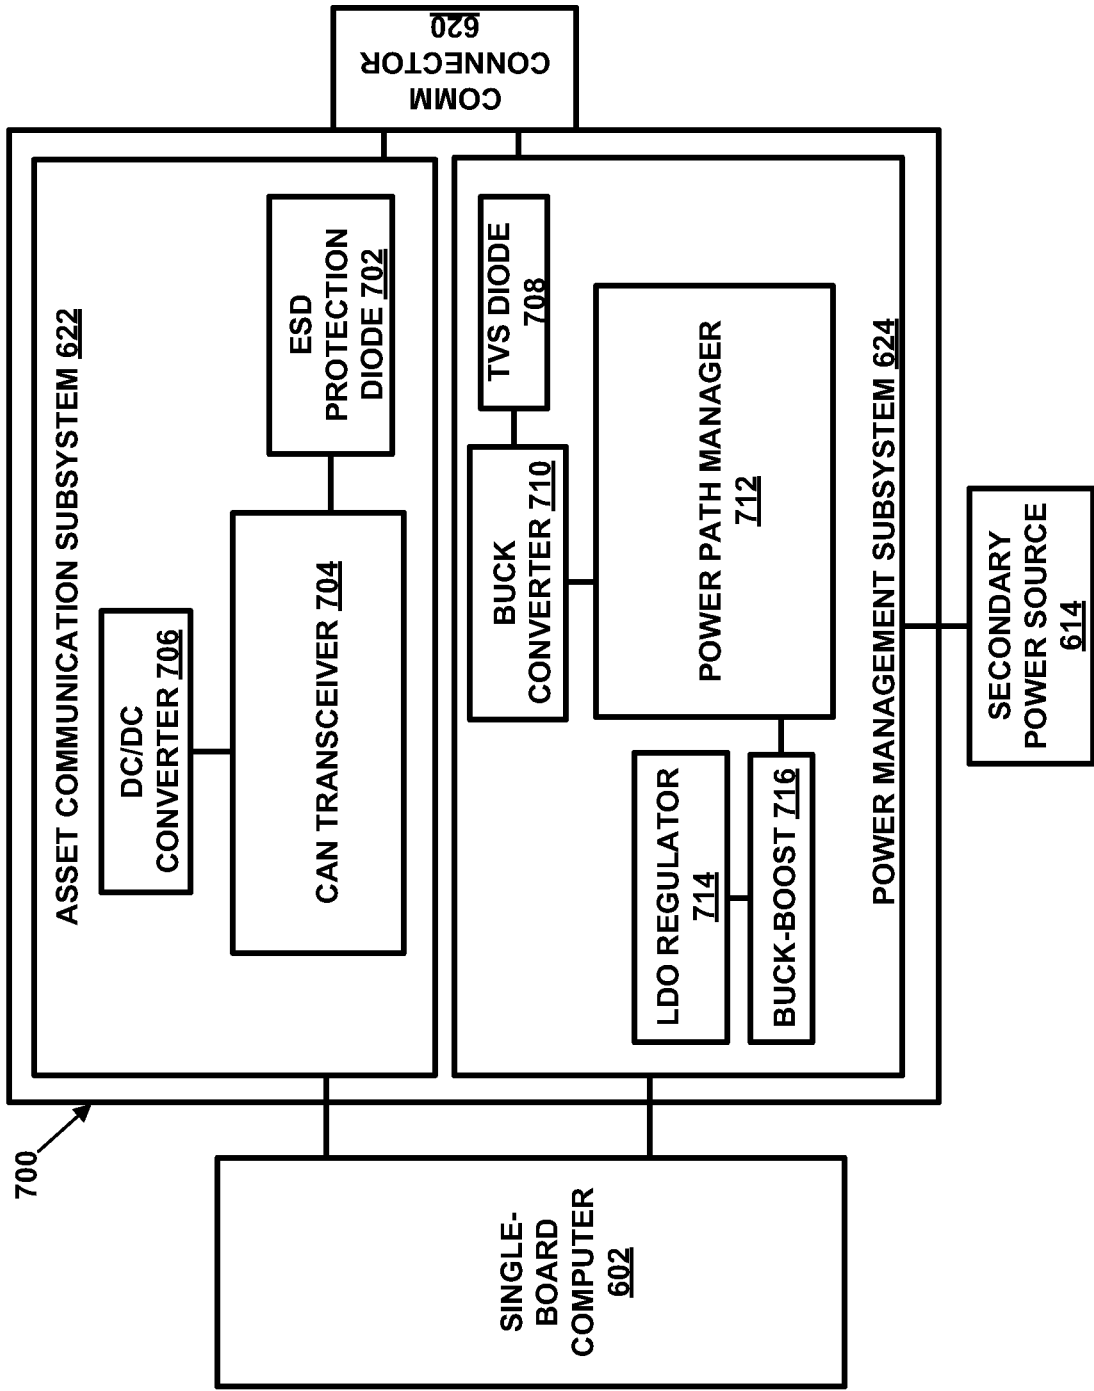 700
SINGLE-
BOARD
COMPUTER
602
ASSET COMMUNICATION SUBSYSTEM 622
DC/DC
CONVERTER 706
CAN TRANSCEIVER 704
ESD
PROTECTION
DIODE 702
COMM
CONNECTOR
620
TVS DIODE
708
BUCK
CONVERTER 710
POWER PATH MANAGER
712
LDO REGULATOR
714
BUCK-BOOST 716
POWER MANAGEMENT SUBSYSTEM 624
SECONDARY
POWER SOURCE
614